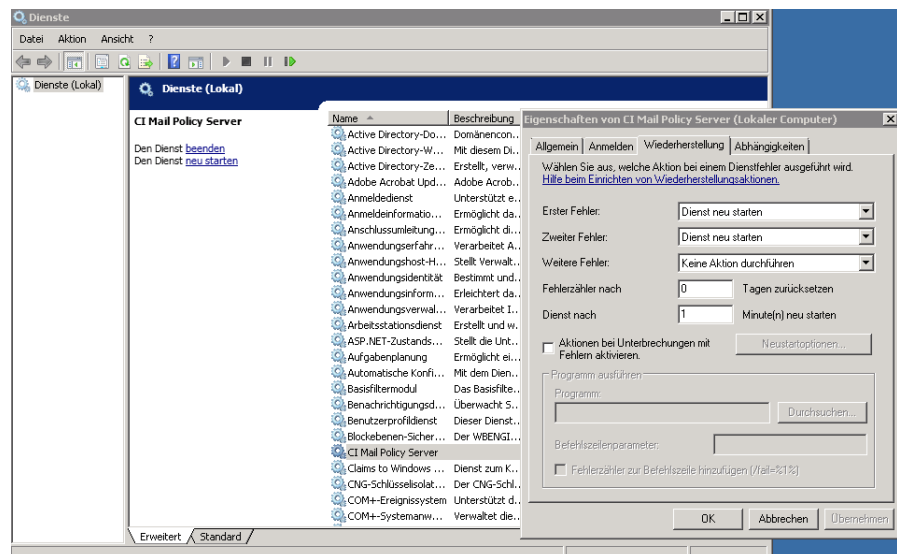 Dienste
Datei Aktion Ansicht ?
Dienste (Lokal)
Dienste (Lokal)
CI Mail Policy Server
Den Dienst beenden
Den Dienst neu starten
Name Beschreibung
Active Directory-Do... Domänencon...
Active Directory-W... Mit diesem Di...
Active Directory-Ze... Erstellt, verw...
Adobe Acrobat Upd... Adobe Acrob...
Anmeldedienst Unterstützt e...
Anmeldeinformatio... Ermöglicht da...
Anschlussumleitung... Ermöglicht di...
Anwendungserfahr... Verarbeitet A...
Anwendungshost-H... Stellt Verwalt...
Anwendungsidentität Bestimmt und...
Anwendungsinform... Erleichtert da...
Anwendungsverwal... Verarbeitet I...
Arbeitsstationsdienst Erstellt und w...
ASP.NET-Zustands... Stellt die Unt...
Aufgabenplanung Ermöglicht ei...
Automatische Konfi... Mit dem Dien...
Basisfiltermodul Das Basisfilte...
Benachrichtigungsd... Überwacht S...
Benutzerprofildienst Dieser Dienst...
Blockebenen-Sicher... Der WBENGI...
CI Mail Policy Server
Claims to Windows ... Dienst zum K...
CNG-Schlüsselisolat... Der CNG-Schl...
COM+-Ereignissystem Unterstützt d...
COM+-Systemanw... Verwaltet die...
Erweitert Standard
Eigenschaften von CI Mail Policy Server (Lokaler Computer)
Allgemein Anmelden Wiederherstellung Abhängigkeiten
Wählen Sie aus, welche Aktion bei einem Dienstfehler ausgeführt wird.
Hilfe beim Einrichten von Wiederherstellungsaktionen.
Erster Fehler: Dienst neu starten
Zweiter Fehler: Dienst neu starten
Weitere Fehler: Keine Aktion durchführen
Fehlerzähler nach 0 Tagen zurücksetzen
Dienst nach 1 Minute(n) neu starten
Aktionen bei Unterbrechungen mit
Fehlern aktivieren.
Neustartoptionen...
Programm ausführen
Programm:
Durchsuchen...
Befehlszeilenparameter:
Fehlerzähler zur Befehlszeile hinzufügen (/fail=%1%)
OK Abbrechen Übernehmen